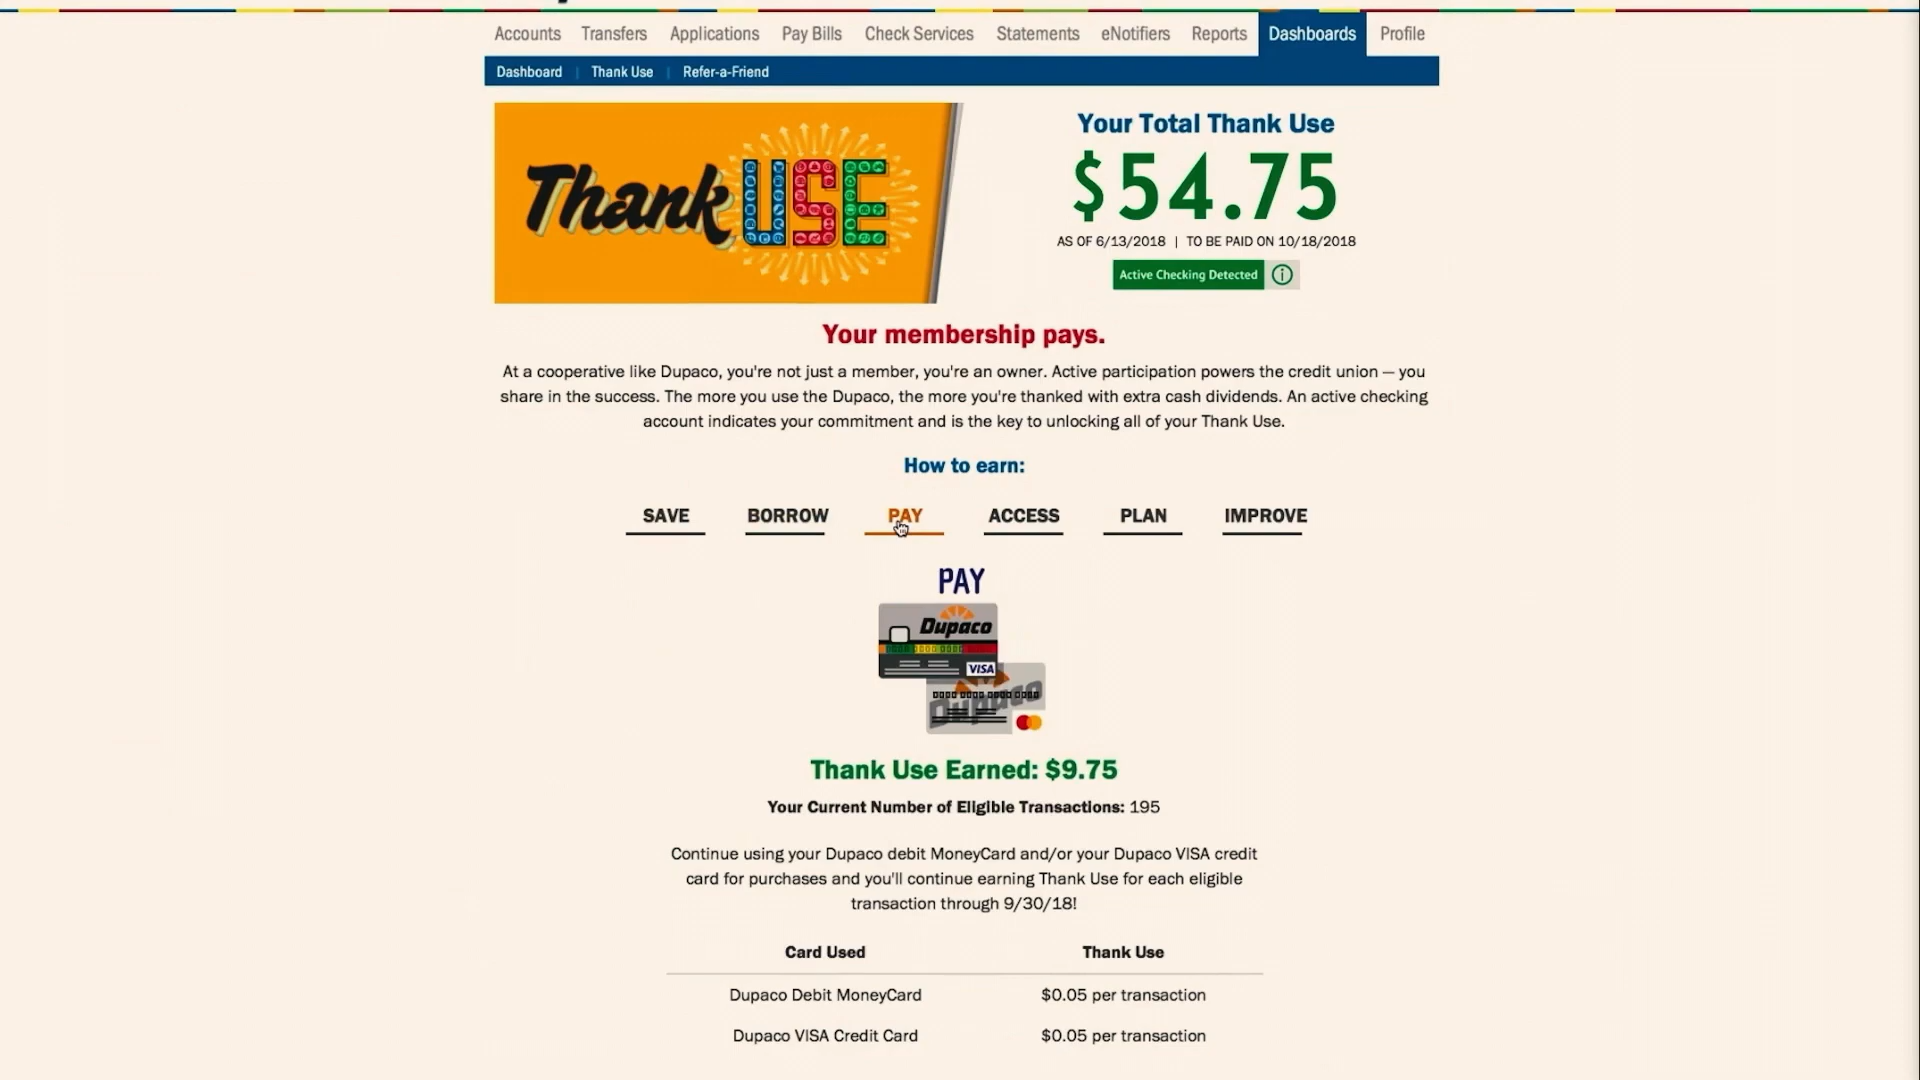 Accounts Transfers Applications Pay Bills Check Services Statements eNotifiers Reports Dashboards Profile
Dashboard | Thank Use | Refer-a-Friend
Thank USE
Your Total Thank Use
$54.75
AS OF 6/13/2018 | TO BE PAID ON 10/18/2018
Active Checking Detected
Your membership pays.
At a cooperative like Dupaco, you're not just a member, you're an owner. Active participation powers the credit union — you
share in the success. The more you use the Dupaco, the more you're thanked with extra cash dividends. An active checking
account indicates your commitment and is the key to unlocking all of your Thank Use.
How to earn:
SAVE BORROW PAY ACCESS PLAN IMPROVE
PAY
Dupaco
VISA
Dupaco
Thank Use Earned: $9.75
Your Current Number of Eligible Transactions: 195
Continue using your Dupaco debit MoneyCard and/or your Dupaco VISA credit
card for purchases and you'll continue earning Thank Use for each eligible
transaction through 9/30/18!
Card Used Thank Use
Dupaco Debit MoneyCard $0.05 per transaction
Dupaco VISA Credit Card $0.05 per transaction